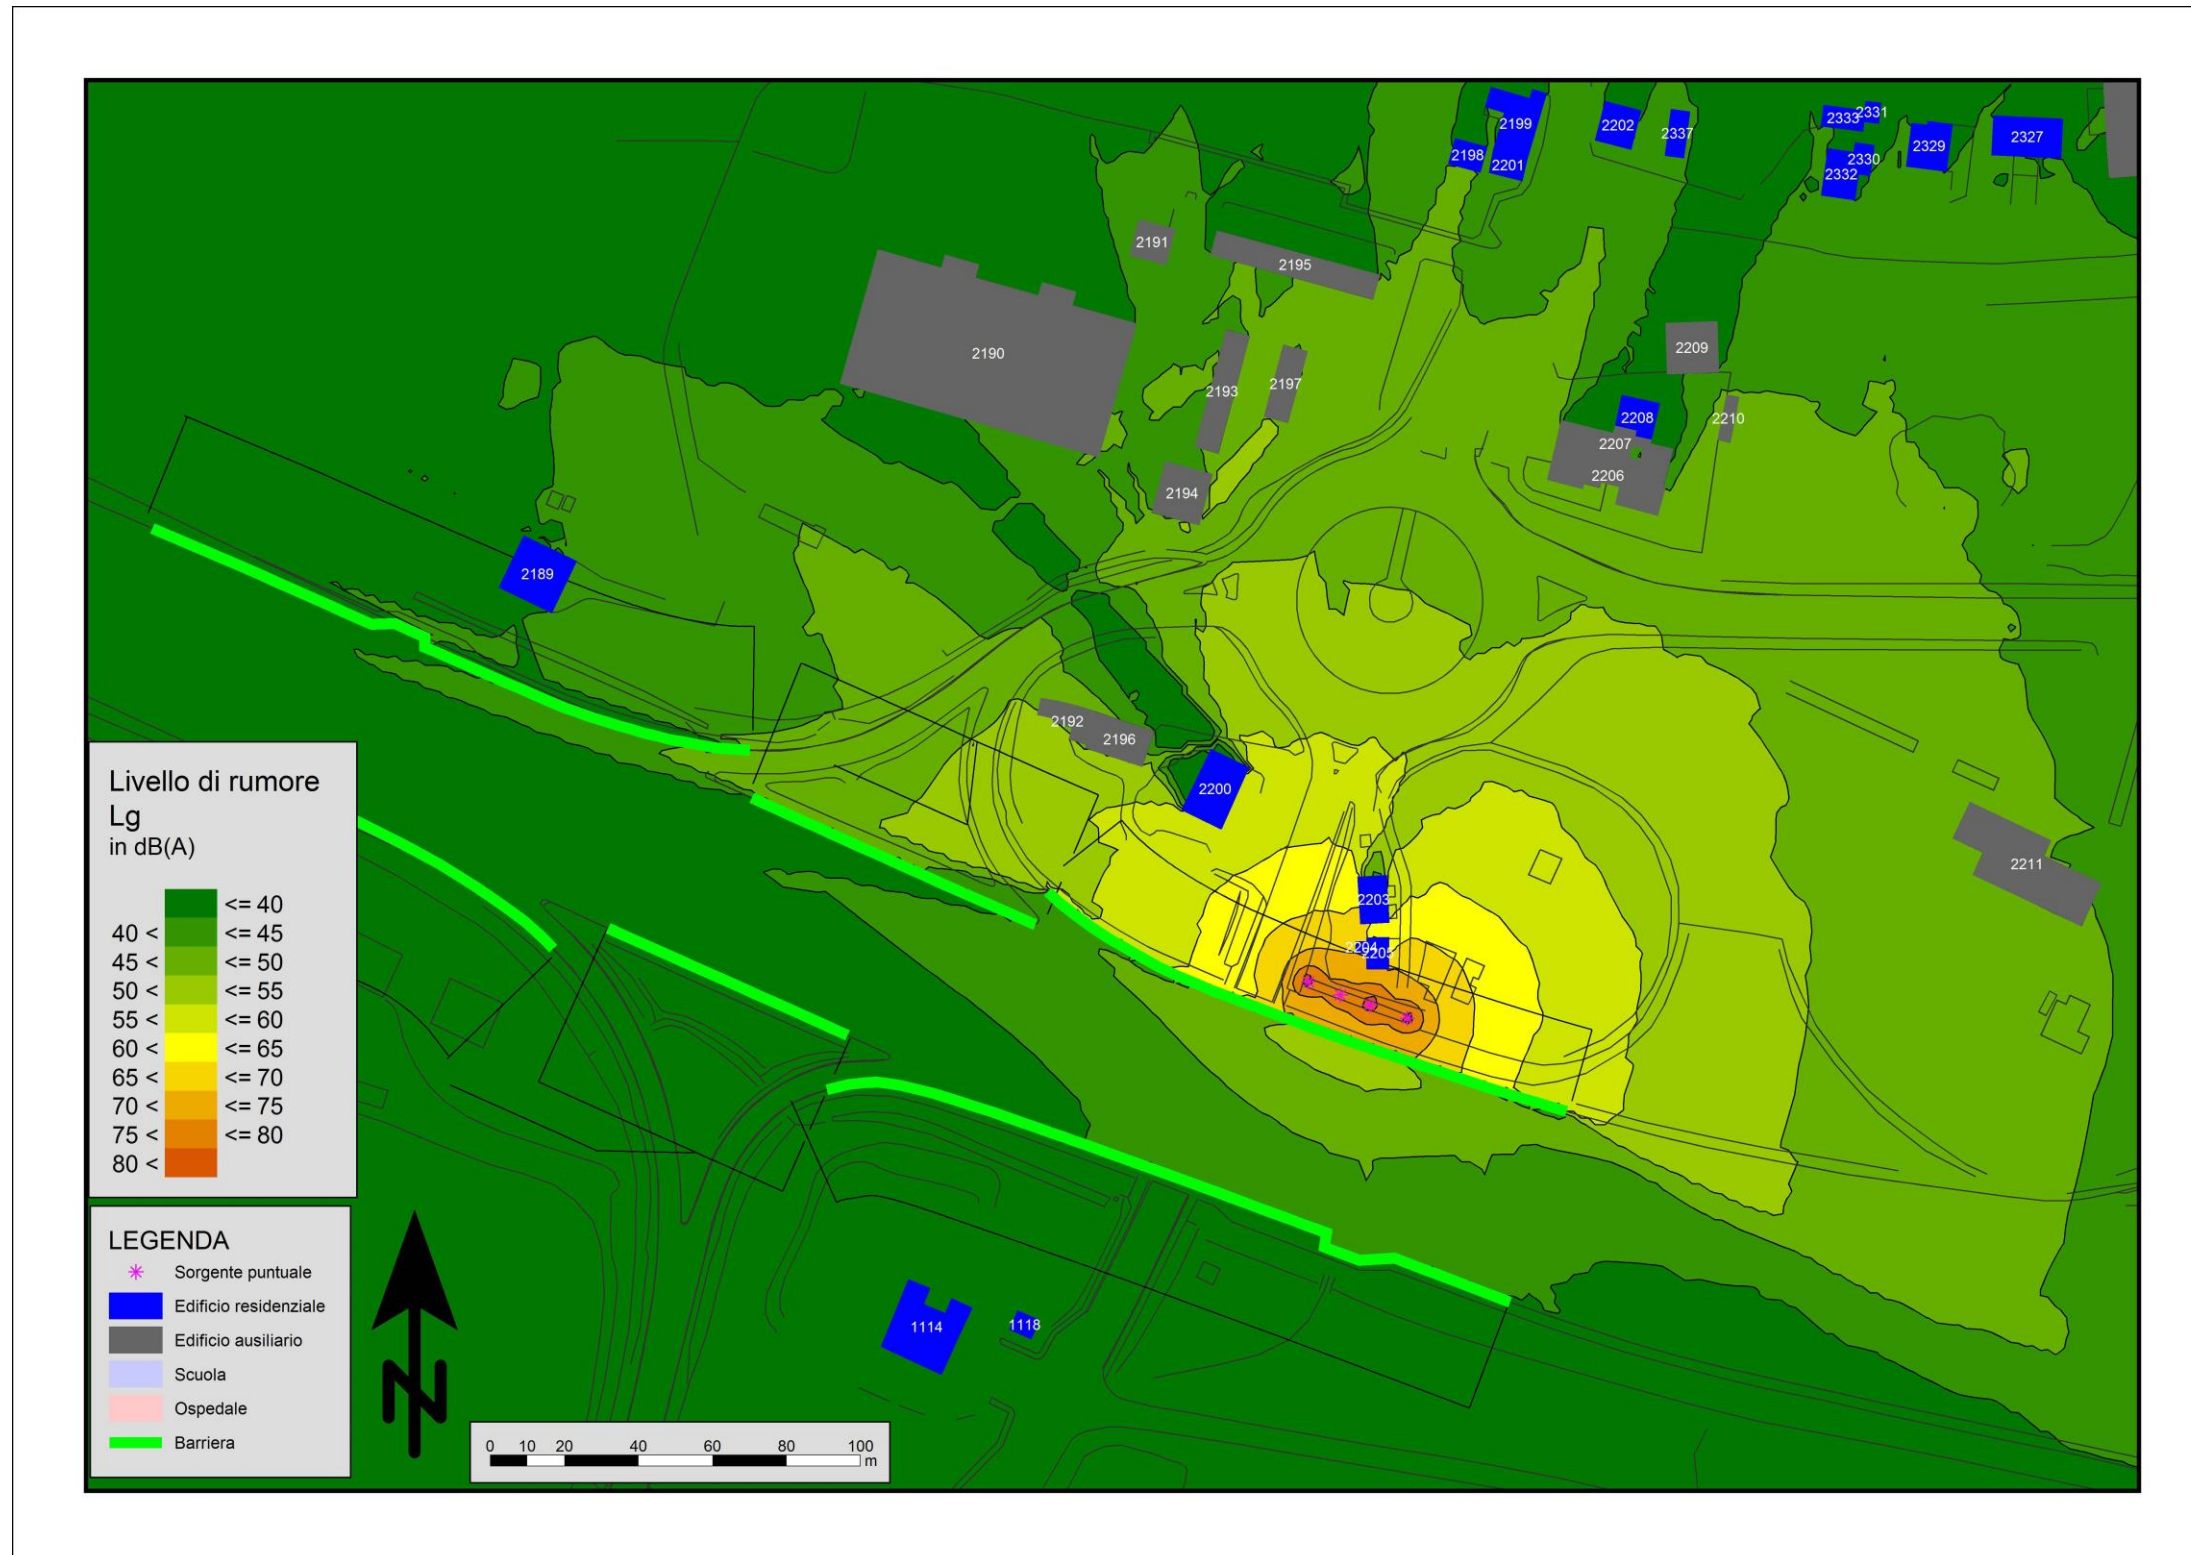 2331
2333
2199
2202
2337
2327
2329
2198
2330
2201
2332
2191
2195
2209
2190
2197
2193
2208
2210
2207
2206
2194
2189
2192
2196
2200
2211
2203
2204
2205
Livello di rumore
Lg
in dB(A)
<= 40
40 < <= 45
45 < <= 50
50 < <= 55
55 < <= 60
60 < <= 65
65 < <= 70
70 < <= 75
75 < <= 80
80 <
LEGENDA
Sorgente puntuale
Edificio residenziale
Edificio ausiliario
Scuola
Ospedale
Barriera
N
1114
1118
0 10 20 40 60 80 100
m